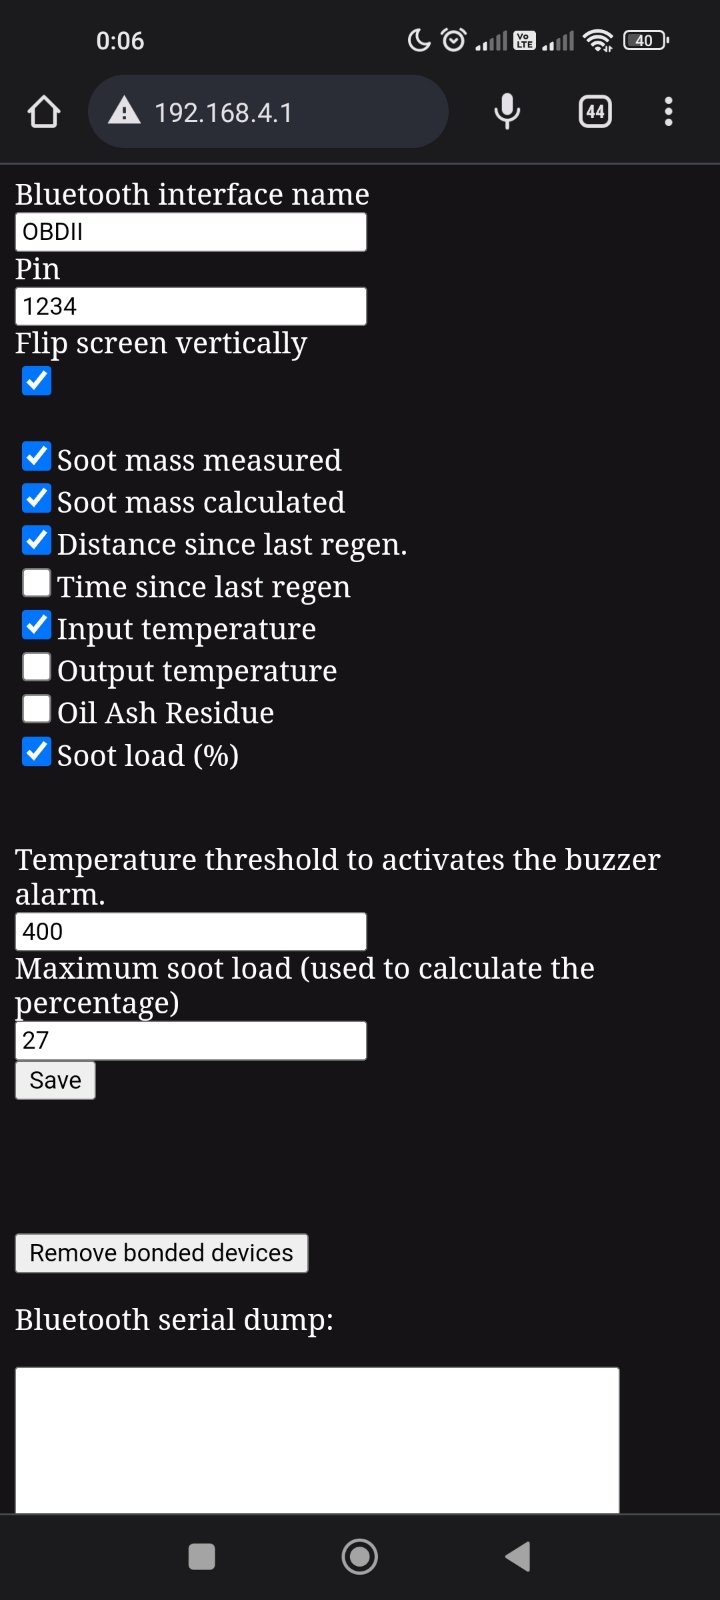 0:06
Vo
LTE
40
192.168.4.1
44
Bluetooth interface name
OBDII
Pin
1234
Flip screen vertically
Soot mass measured
Soot mass calculated
Distance since last regen.
Time since last regen
Input temperature
Output temperature
Oil Ash Residue
Soot load (%)
Temperature threshold to activates the buzzer
alarm.
400
Maximum soot load (used to calculate the
percentage)
27
Save
Remove bonded devices
Bluetooth serial dump: